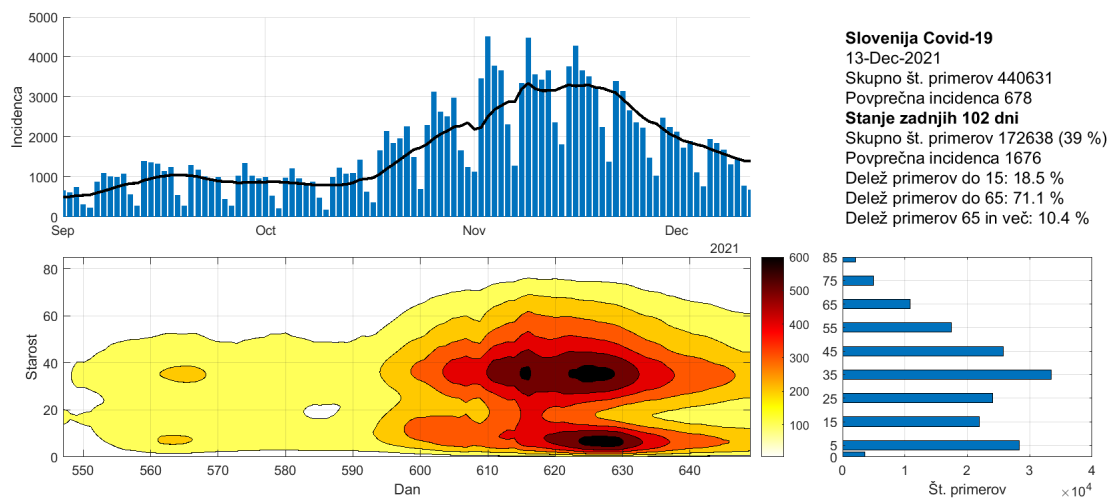 5000
4000
3000
2000
1000
0
Incidenca
Sep
Oct
Nov
Dec
2021
Slovenija Covid-19
13-Dec-2021
Skupno št. primerov 440631
Povprečna incidenca 678
Stanje zadnjih 102 dni
Skupno št. primerov 172638 (39 %)
Povprečna incidenca 1676
Delež primerov do 15: 18.5 %
Delež primerov do 65: 71.1 %
Delež primerov 65 in več: 10.4 %
80
60
40
20
0
Starost
550
560
570
580
590
600
610
620
630
640
Dan
600
500
400
300
200
100
85
75
65
55
45
35
25
15
5
0
0
1
2
3
4
Št. primerov
×10^4